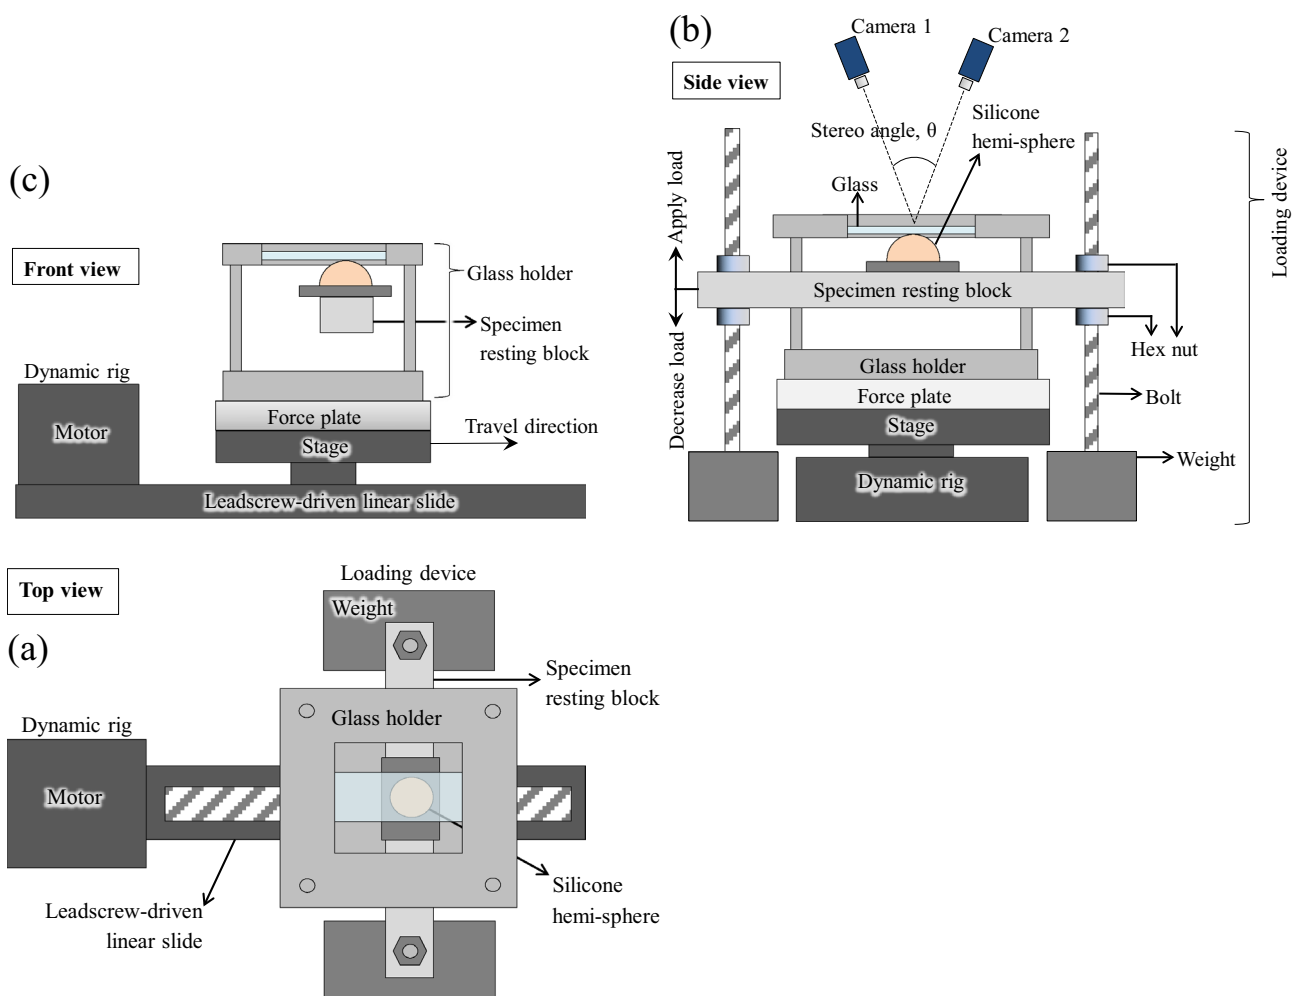 (c)
Front view
Glass holder
Specimen
resting block
Dynamic rig
Motor
Force plate
Stage
Travel direction
Leadscrew-driven linear slide
(b)
Side view
Camera 1
Camera 2
Stereo angle, θ
Silicone
hemi-sphere
Glass
Apply load
Decrease load
Specimen resting block
Hex nut
Glass holder
Force plate
Stage
Bolt
Weight
Dynamic rig
Loading device
Top view
(a)
Loading device
Weight
Specimen
resting block
Glass holder
Dynamic rig
Motor
Silicone
hemi-sphere
Leadscrew-driven
linear slide